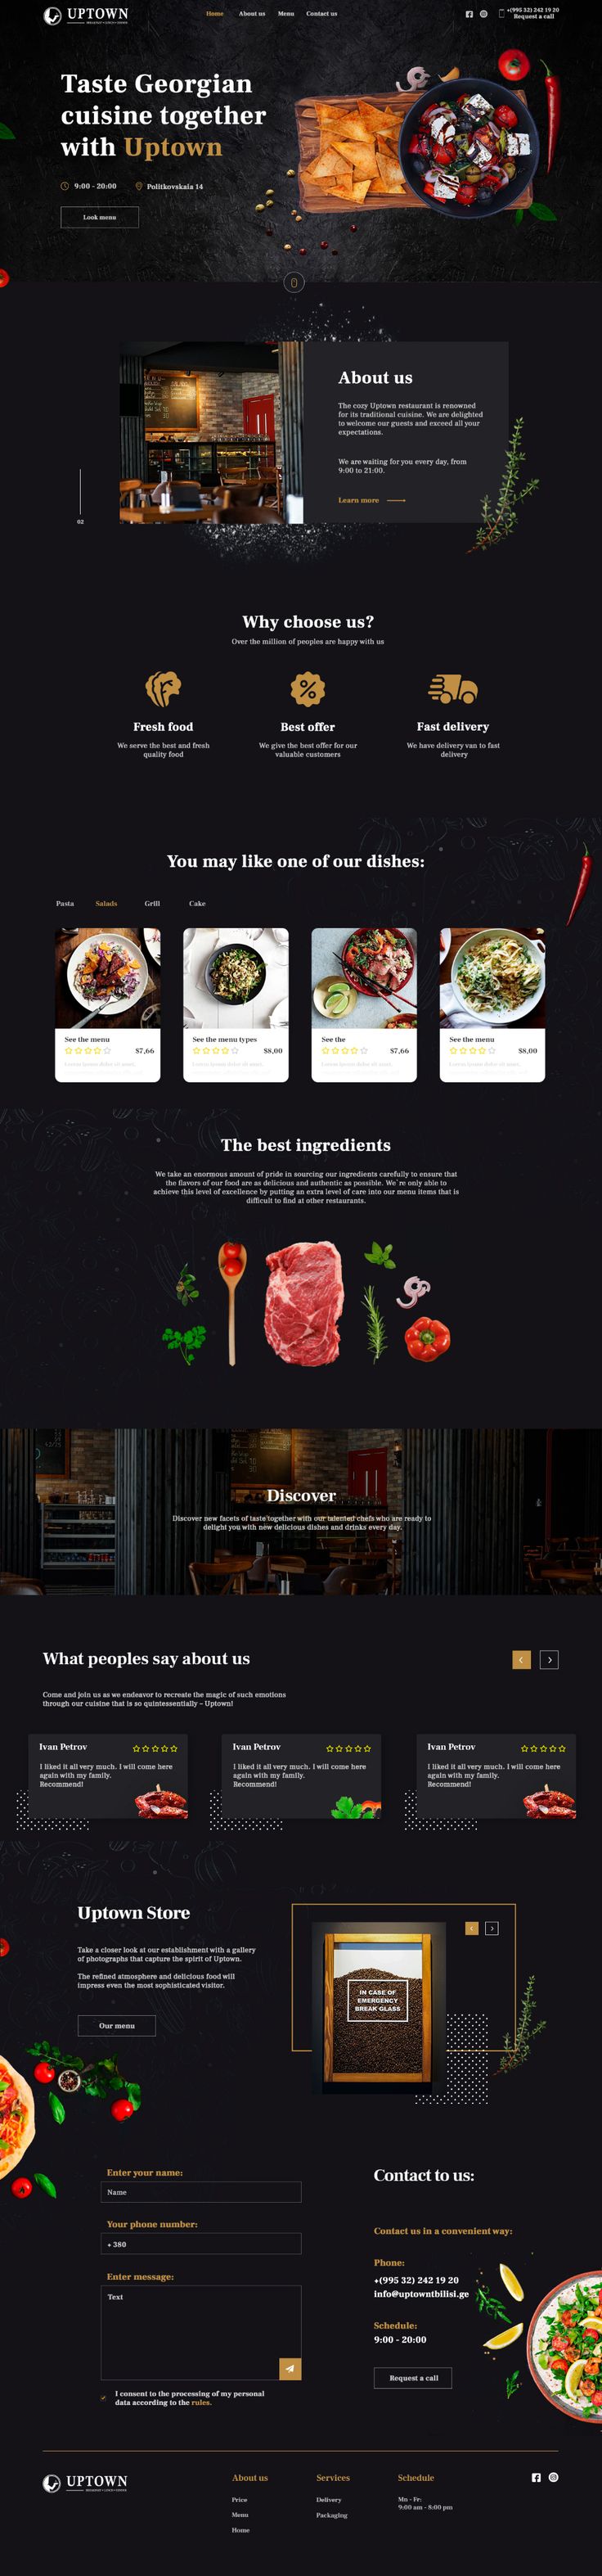 UPTOWN
Home
About us
Menu
Contact us
+(995 32) 242 19 20
Request a call
Taste Georgian
cuisine together
with Uptown
9:00 - 20:00
Politkovskaia 14
Look menu
About us
The cozy Uptown restaurant is renowned
for its traditional cuisine. We are delighted
to welcome our guests and exceed all your
expectations.
We are waiting for you every day, from
9:00 to 21:00.
Learn more
02
Why choose us?
Over the million of peoples are happy with us
Fresh food
We serve the best and fresh
quality food
Best offer
We give the best offer for our
valuable customers
Fast delivery
We have delivery van to fast
delivery
You may like one of our dishes:
Pasta
Salads
Grill
Cake
See the menu
$7,66
See the menu types
$8,00
See the
$7,66
See the menu
$8,00
The best ingredients
We take an enormous amount of pride in sourcing our ingredients carefully to ensure that
the flavors of our food are as delicious and authentic as possible. We`re only able to
achieve this level of excellence by putting an extra level of care into our menu items that is
difficult to find at other restaurants.
Discover
Discover new facets of taste together with our talented chefs who are ready to
delight you with new delicious dishes and drinks every day.
What peoples say about us
Come and join us as we endeavor to recreate the magic of such emotions
through our cuisine that is so quintessentially – Uptown!
Ivan Petrov
I liked it all very much. I will come here
again with my family.
Recommend!
Ivan Petrov
I liked it all very much. I will come here
again with my family.
Recommend!
Ivan Petrov
I liked it all very much. I will come here
again with my family.
Recommend!
Uptown Store
Take a closer look at our establishment with a gallery
of photographs that capture the spirit of Uptown.
The refined atmosphere and delicious food will
impress even the most sophisticated visitor.
Our menu
IN CASE OF
EMERGENCY
BREAK GLASS
Enter your name:
Name
Your phone number:
+ 380
Enter message:
Text
I consent to the processing of my personal
data according to the rules.
Contact to us:
Contact us in a convenient way:
Phone:
+(995 32) 242 19 20
info@uptowntbilisi.ge
Schedule:
9:00 - 20:00
Request a call
UPTOWN
About us
Price
Menu
Home
Services
Delivery
Packaging
Schedule
Mn - Fr:
9:00 am - 8:00 pm